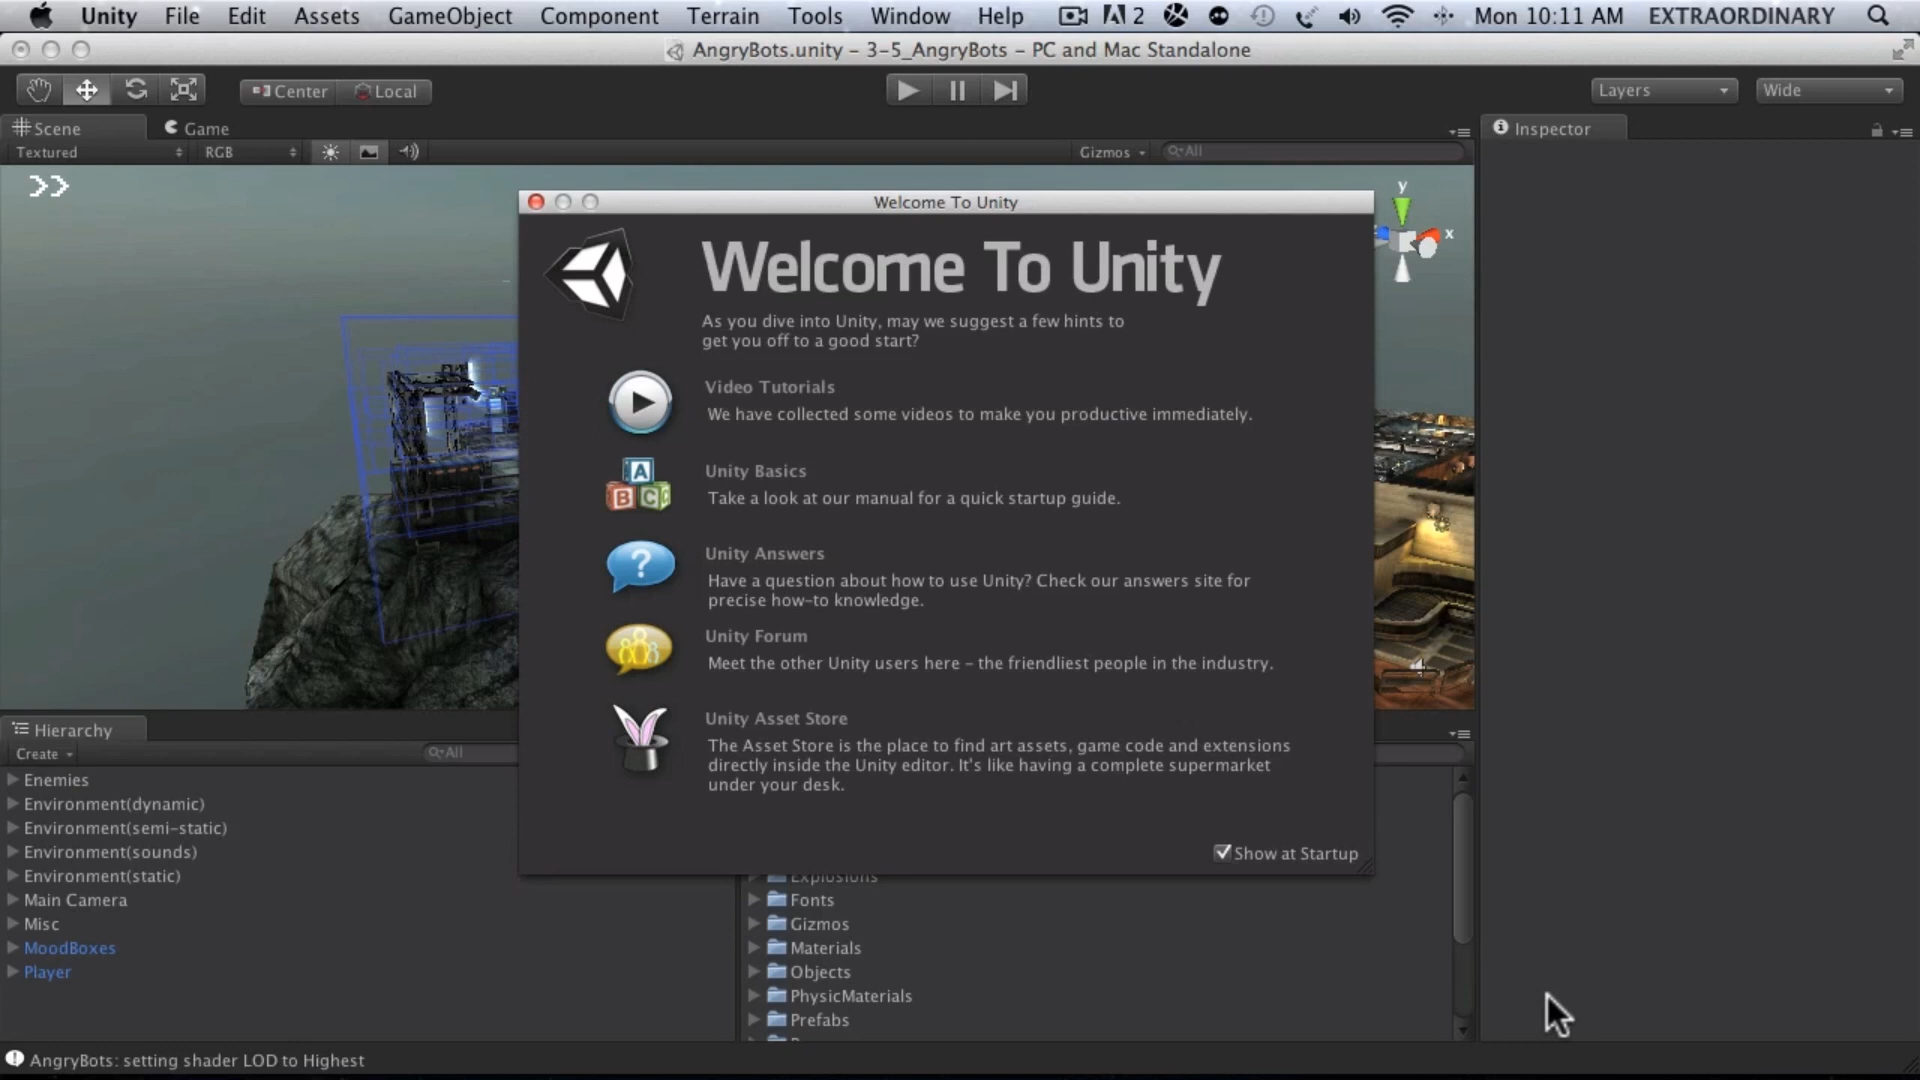 Unity File Edit Assets GameObject Component Terrain Tools Window Help 2 Mon 10:11 AM EXTRAORDINARY
AngryBots.unity – 3-5_AngryBots – PC and Mac Standalone
Center Local Layers Wide
Scene Game Inspector
Textured RGB Gizmos All
>>
y
x
Welcome To Unity
Welcome To Unity
As you dive into Unity, may we suggest a few hints to
get you off to a good start?
Video Tutorials
We have collected some videos to make you productive immediately.
A
B C
Unity Basics
Take a look at our manual for a quick startup guide.
?
Unity Answers
Have a question about how to use Unity? Check our answers site for
precise how-to knowledge.
Unity Forum
Meet the other Unity users here – the friendliest people in the industry.
Unity Asset Store
The Asset Store is the place to find art assets, game code and extensions
directly inside the Unity editor. It's like having a complete supermarket
under your desk.
Show at Startup
Hierarchy
Create All
Enemies
Environment(dynamic)
Environment(semi-static)
Environment(sounds)
Environment(static)
Main Camera
Misc
MoodBoxes
Player
Explosions
Fonts
Gizmos
Materials
Objects
PhysicMaterials
Prefabs
AngryBots: setting shader LOD to Highest